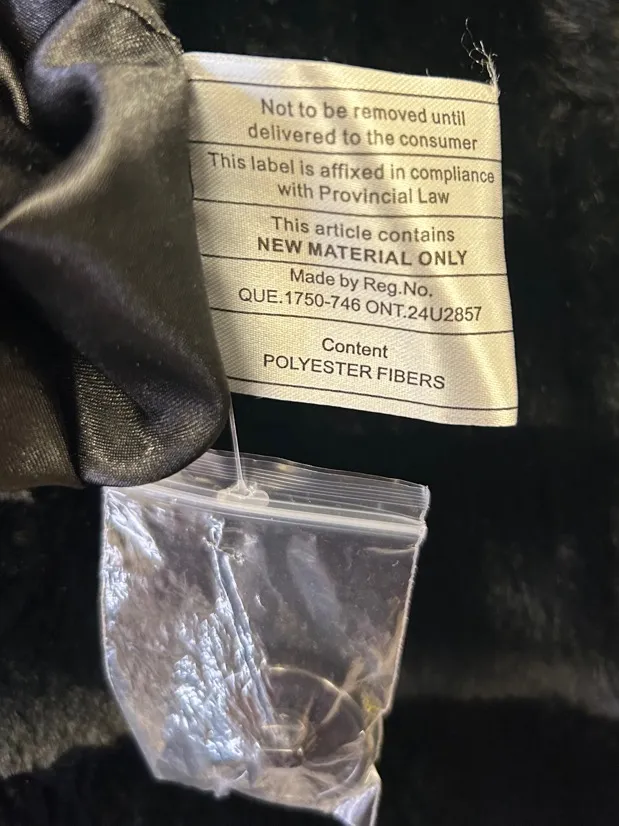 Not to be removed until
delivered to the consumer
This label is affixed in compliance
with Provincial Law
This article contains
NEW MATERIAL ONLY
Made by Reg.No.
QUE.1750-746 ONT.24U2857
Content
POLYESTER FIBERS